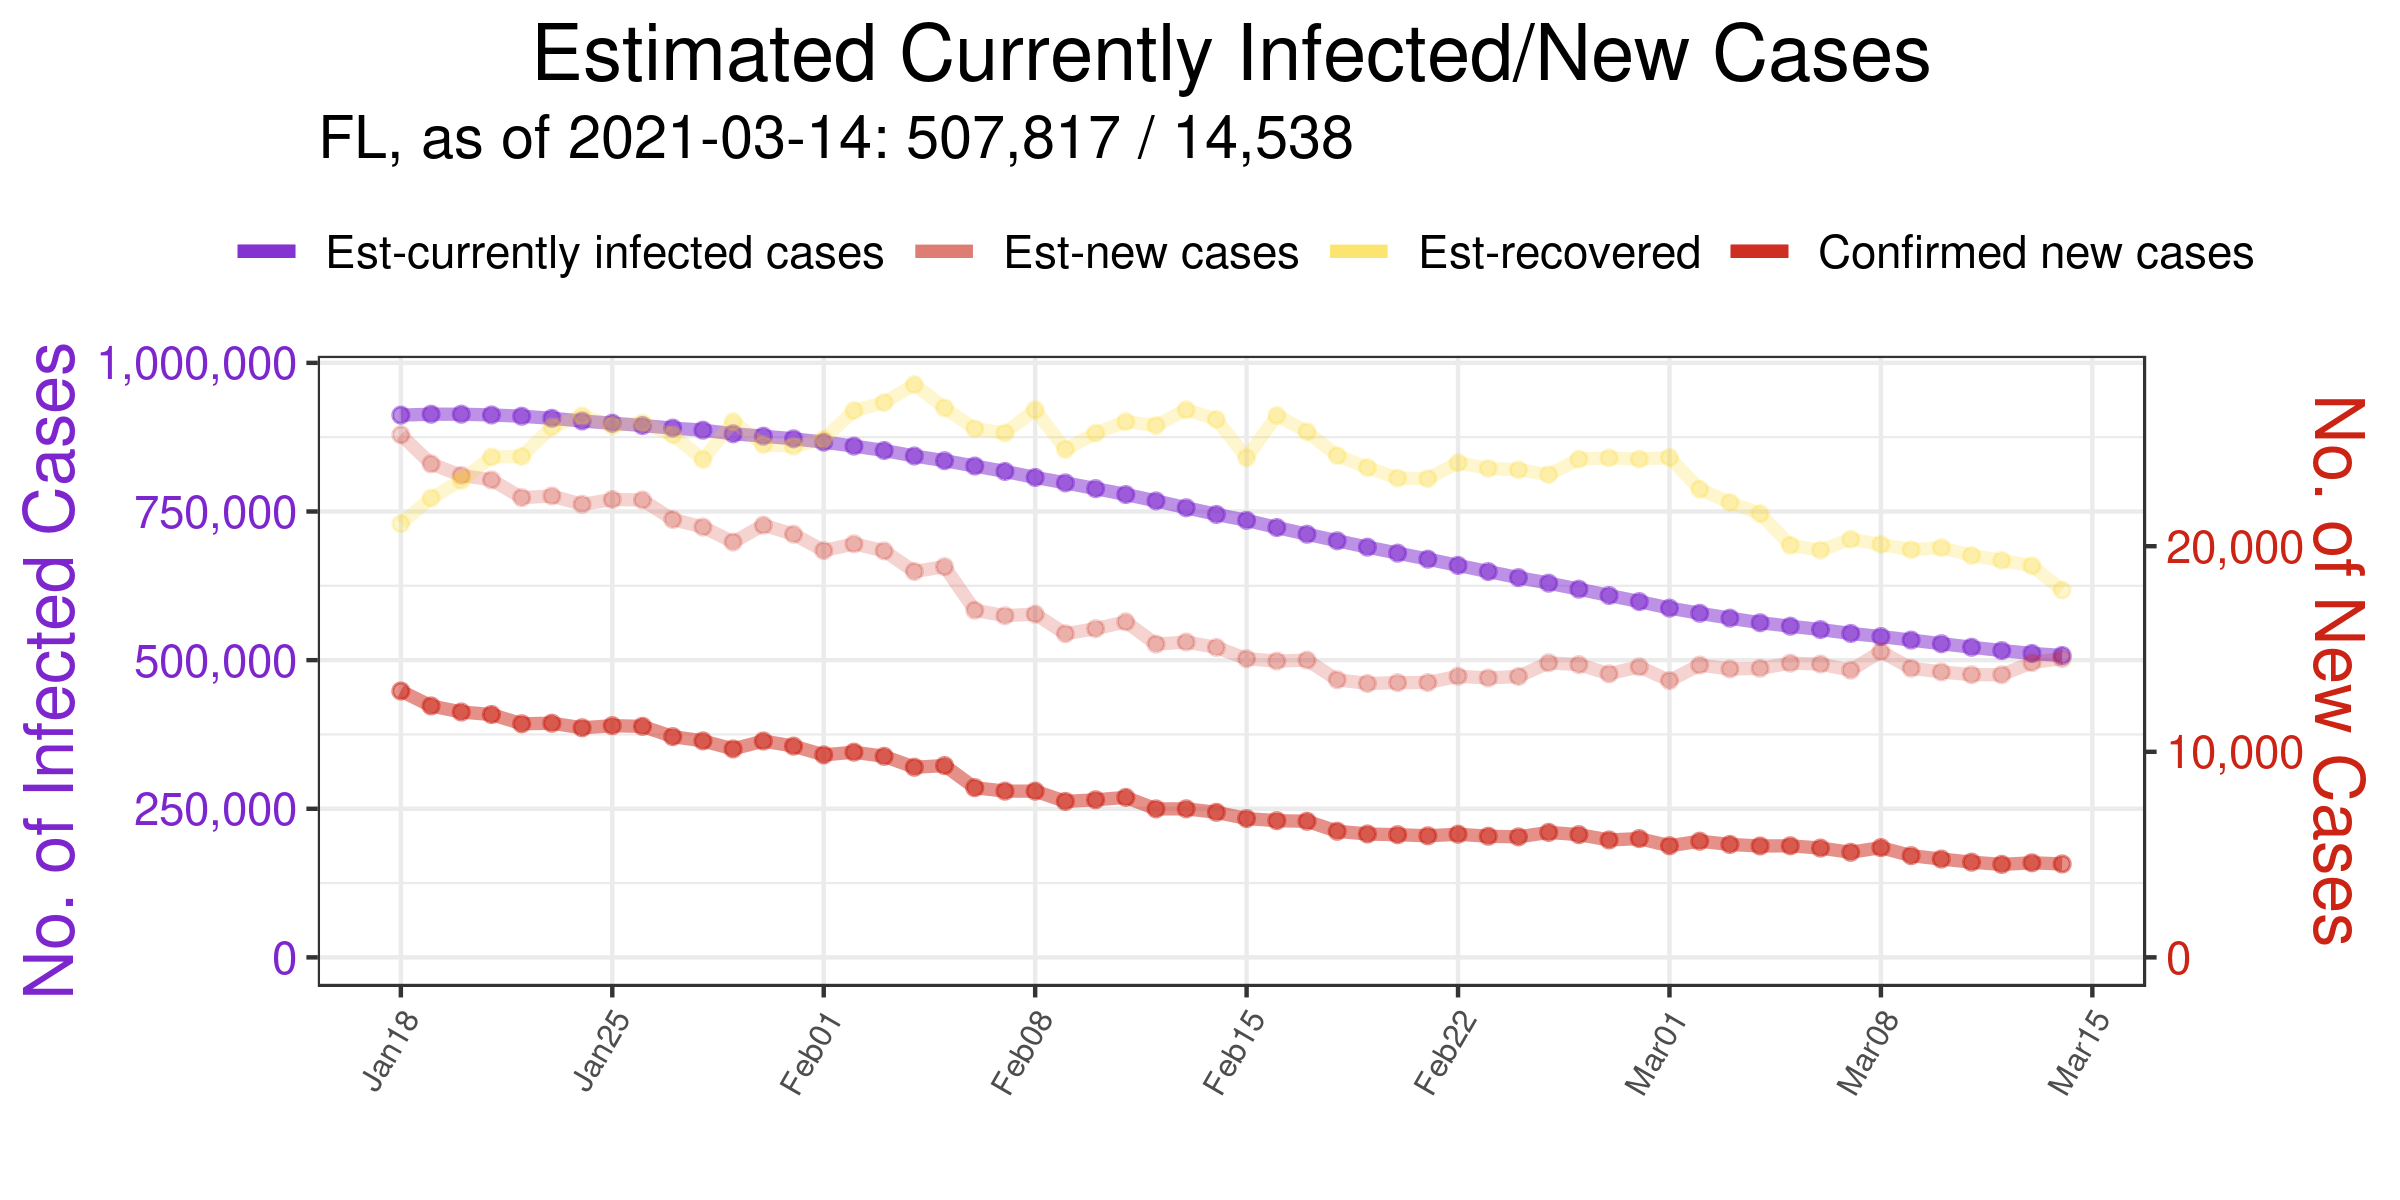 Estimated Currently Infected/New Cases
FL, as of 2021-03-14: 507,817 / 14,538
Est-currently infected cases Est-new cases Est-recovered Confirmed new cases
No. of Infected Cases
1,000,000
750,000
500,000
250,000
0
20,000
10,000
0
No. of New Cases
Jan18 Jan25 Feb01 Feb08 Feb15 Feb22 Mar01 Mar08 Mar15